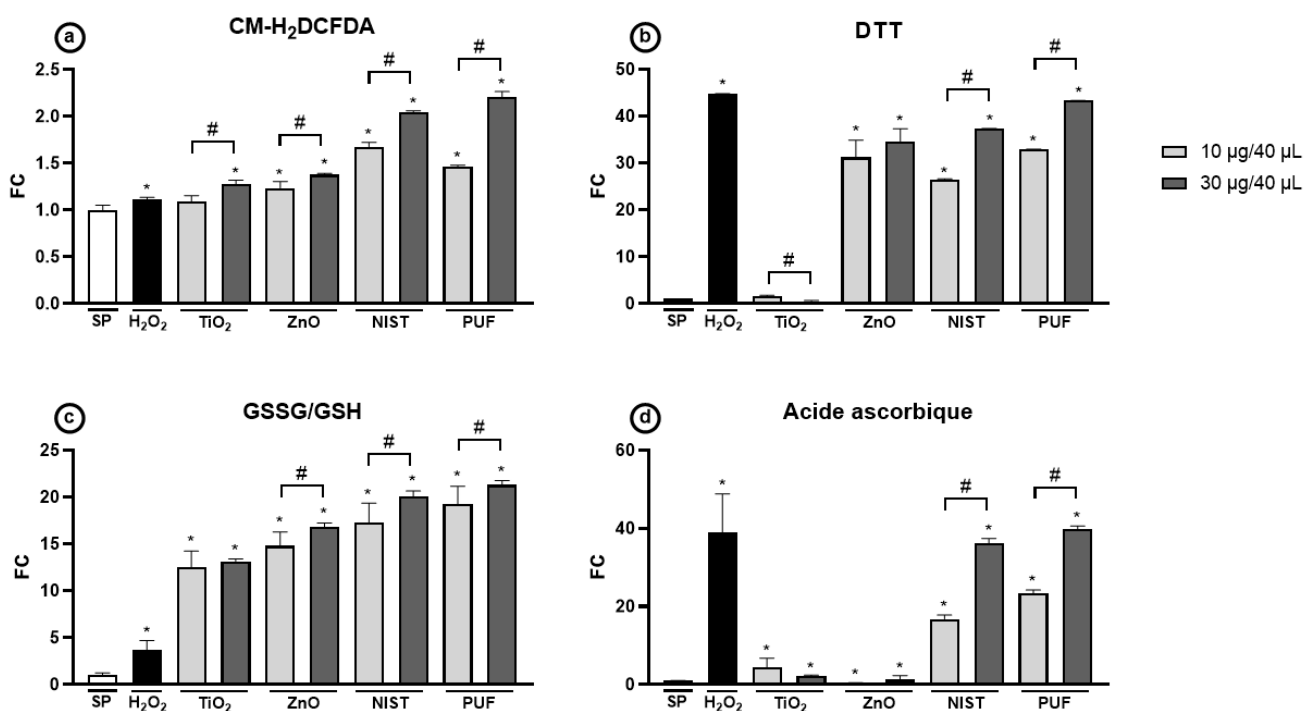 a
CM-H₂DCFDA
FC
2.5
2.0
1.5
1.0
0.5
0.0
* # * # * * # * * # * *
SP H₂O₂ TiO₂ ZnO NIST PUF
b
DTT
FC
50
40
30
20
10
0
* # * * # * * # * *
SP H₂O₂ TiO₂ ZnO NIST PUF
10 µg/40 µL
30 µg/40 µL
c
GSSG/GSH
FC
25
20
15
10
5
0
* * * # * * # * * # * *
SP H₂O₂ TiO₂ ZnO NIST PUF
d
Acide ascorbique
FC
60
40
20
0
* * * * * # * * # * *
SP H₂O₂ TiO₂ ZnO NIST PUF